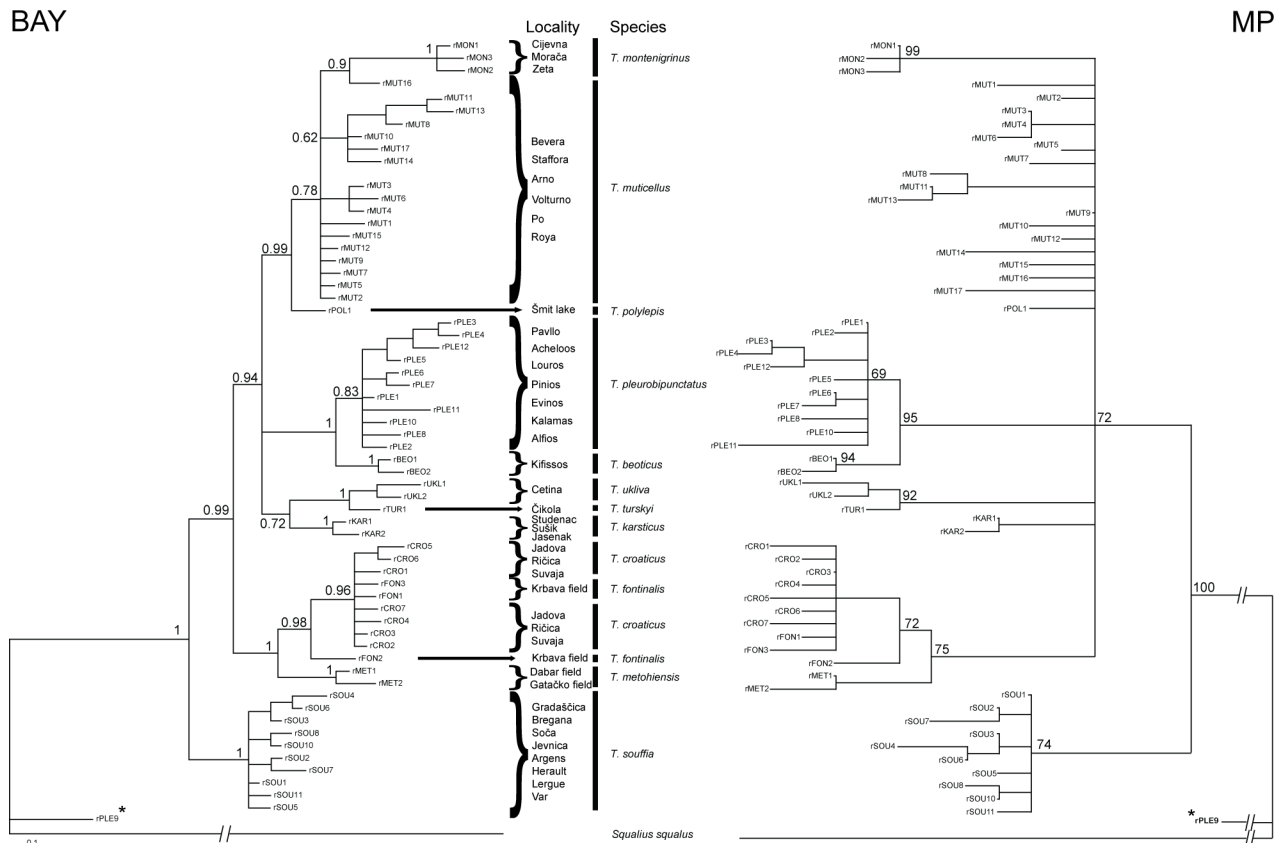 BAY
Locality
Species
MP
0.9
1
rMON1
rMON3
rMON2
rMUT16
0.62
rMUT11
rMUT13
rMUT8
rMUT10
rMUT17
rMUT14
0.78
rMUT3
rMUT6
rMUT4
rMUT1
rMUT15
rMUT12
rMUT9
rMUT7
rMUT5
rMUT2
0.99
rPOL1
0.94
rPLE3
rPLE4
rPLE12
rPLE5
rPLE6
rPLE7
0.83
rPLE1
rPLE11
rPLE10
rPLE8
rPLE2
1
1
rBEO1
rBEO2
1
rUKL1
rUKL2
rTUR1
0.72
1
rKAR1
rKAR2
0.99
rCRO5
rCRO6
rCRO1
rFON3
0.96
rFON1
rCRO7
rCRO4
rCRO3
rCRO2
0.98
rFON2
1
1
rMET1
rMET2
1
rSOU4
rSOU6
rSOU3
rSOU8
rSOU10
rSOU2
rSOU7
1
rSOU1
rSOU11
rSOU5
rPLE9
*
0.1
Cijevna
Morača
Zeta
Bevera
Staffora
Arno
Volturno
Po
Roya
Šmit lake
Pavllo
Acheloos
Louros
Pinios
Evinos
Kalamas
Alfios
Kifissos
Cetina
Čikola
Studenac
Sušik
Jasenak
Jadova
Ričica
Suvaja
Krbava field
Jadova
Ričica
Suvaja
Krbava field
Dabar field
Gatačko field
Gradaščica
Bregana
Soča
Jevnica
Argens
Herault
Lergue
Var
T. montenigrinus
T. muticellus
T. polylepis
T. pleurobipunctatus
T. beoticus
T. ukliva
T. turskyi
T. karsticus
T. croaticus
T. fontinalis
T. croaticus
T. fontinalis
T. metohiensis
T. souffia
Squalius squalus
rMON1
99
rMON2
rMON3
rMUT1
rMUT2
rMUT3
rMUT4
rMUT6
rMUT5
rMUT7
rMUT8
rMUT11
rMUT13
rMUT9
rMUT10
rMUT12
rMUT14
rMUT15
rMUT16
rMUT17
rPOL1
rPLE1
rPLE2
rPLE3
rPLE4
rPLE12
rPLE5
69
rPLE6
rPLE7
rPLE8
rPLE10
rPLE11
95
72
rBEO1
94
rBEO2
rUKL1
rUKL2
92
rTUR1
rKAR1
rKAR2
rCRO1
rCRO2
rCRO3
rCRO4
rCRO5
rCRO6
rCRO7
rFON1
rFON3
72
rFON2
75
rMET1
rMET2
100
rSOU1
rSOU2
rSOU7
rSOU3
74
rSOU4
rSOU6
rSOU5
rSOU8
rSOU10
rSOU11
*
rPLE9